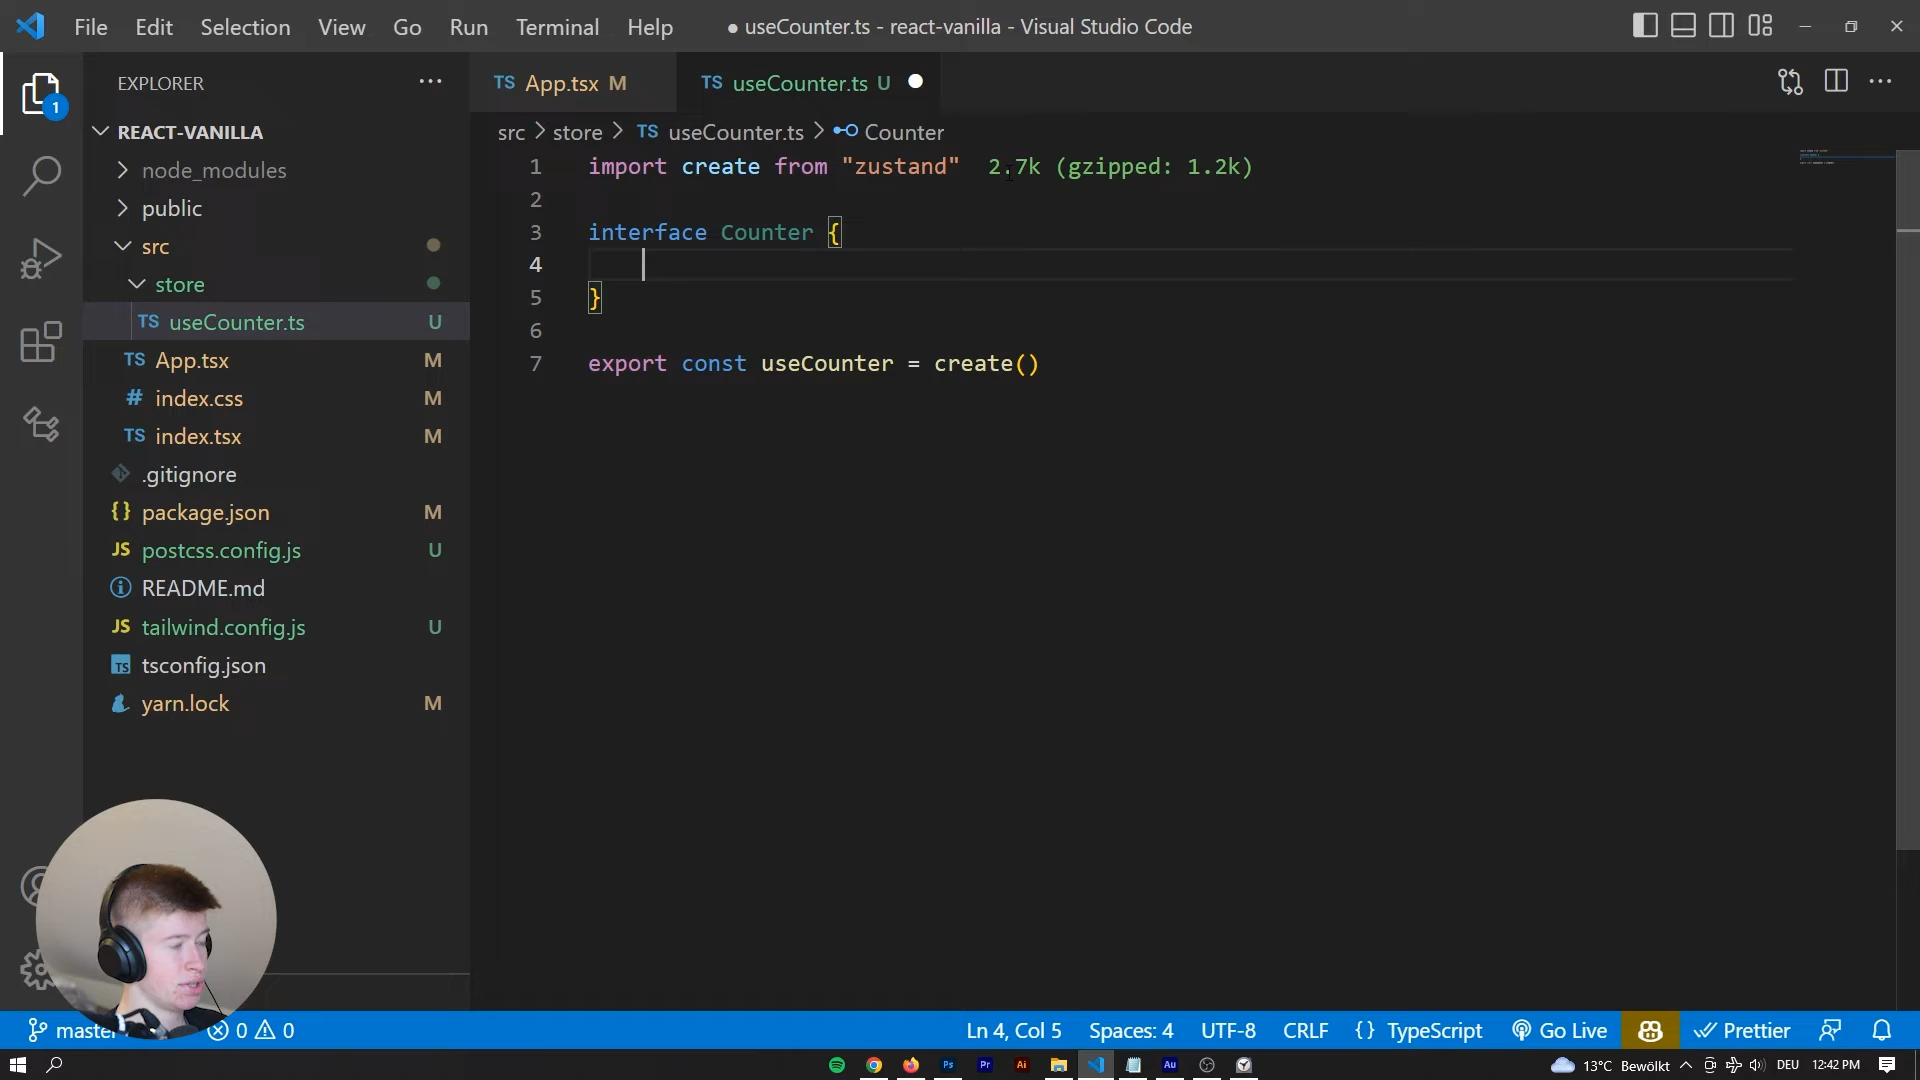 File Edit Selection View Go Run Terminal Help ● useCounter.ts - react-vanilla - Visual Studio Code
EXPLORER
TS App.tsx M TS useCounter.ts U
REACT-VANILLA
src > store > TS useCounter.ts > Counter
node_modules
public
src
store
TS useCounter.ts U
TS App.tsx M
# index.css M
TS index.tsx M
.gitignore
{} package.json M
JS postcss.config.js U
README.md
JS tailwind.config.js U
TS tsconfig.json
yarn.lock M
1
1 import create from "zustand" 2.7k (gzipped: 1.2k)
2
3 interface Counter {
4
5 }
6
7 export const useCounter = create()
master 0 0 Ln 4, Col 5 Spaces: 4 UTF-8 CRLF {} TypeScript Go Live Prettier
Ps Pr Ai Au 13°C Bewölkt DEU 12:42 PM